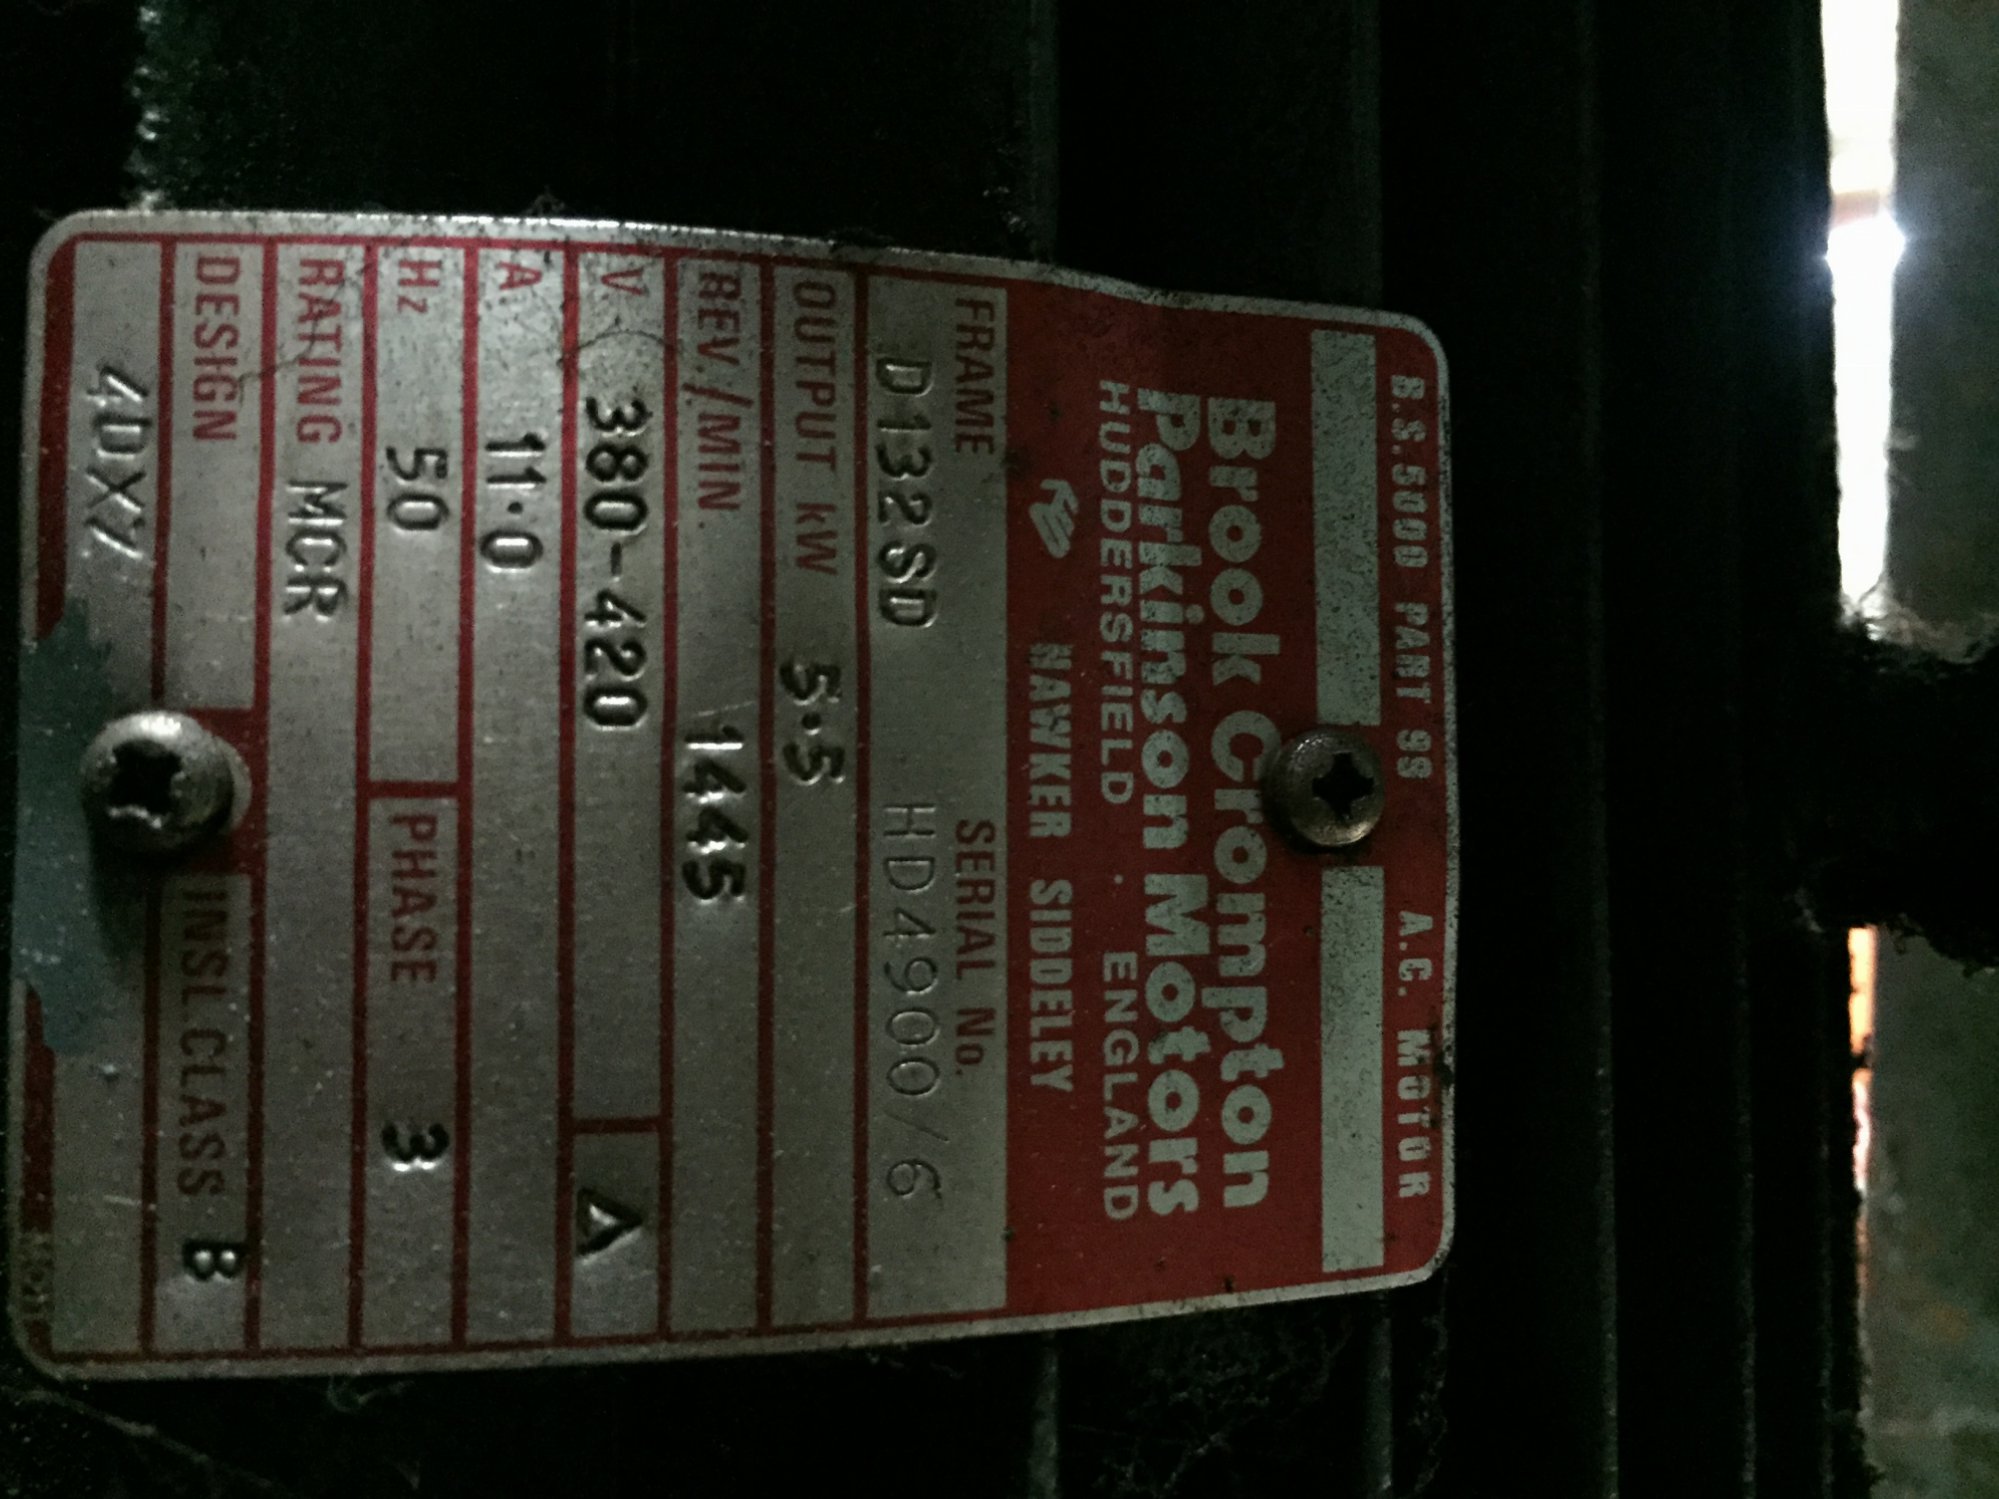 B.S. 5000 PART 99 A.C. MOTOR
Brook Crompton
Parkinson Motors
HUDDERSFIELD · ENGLAND
HAWKER SIDDELEY
FRAME SERIAL No.
D132SD HD4900/6
OUTPUT kW 5·5
REV./MIN. 1445
V 380-420 Δ
A 11·0
Hz 50 PHASE 3
RATING MCR
DESIGN INSL CLASS B
4DX7